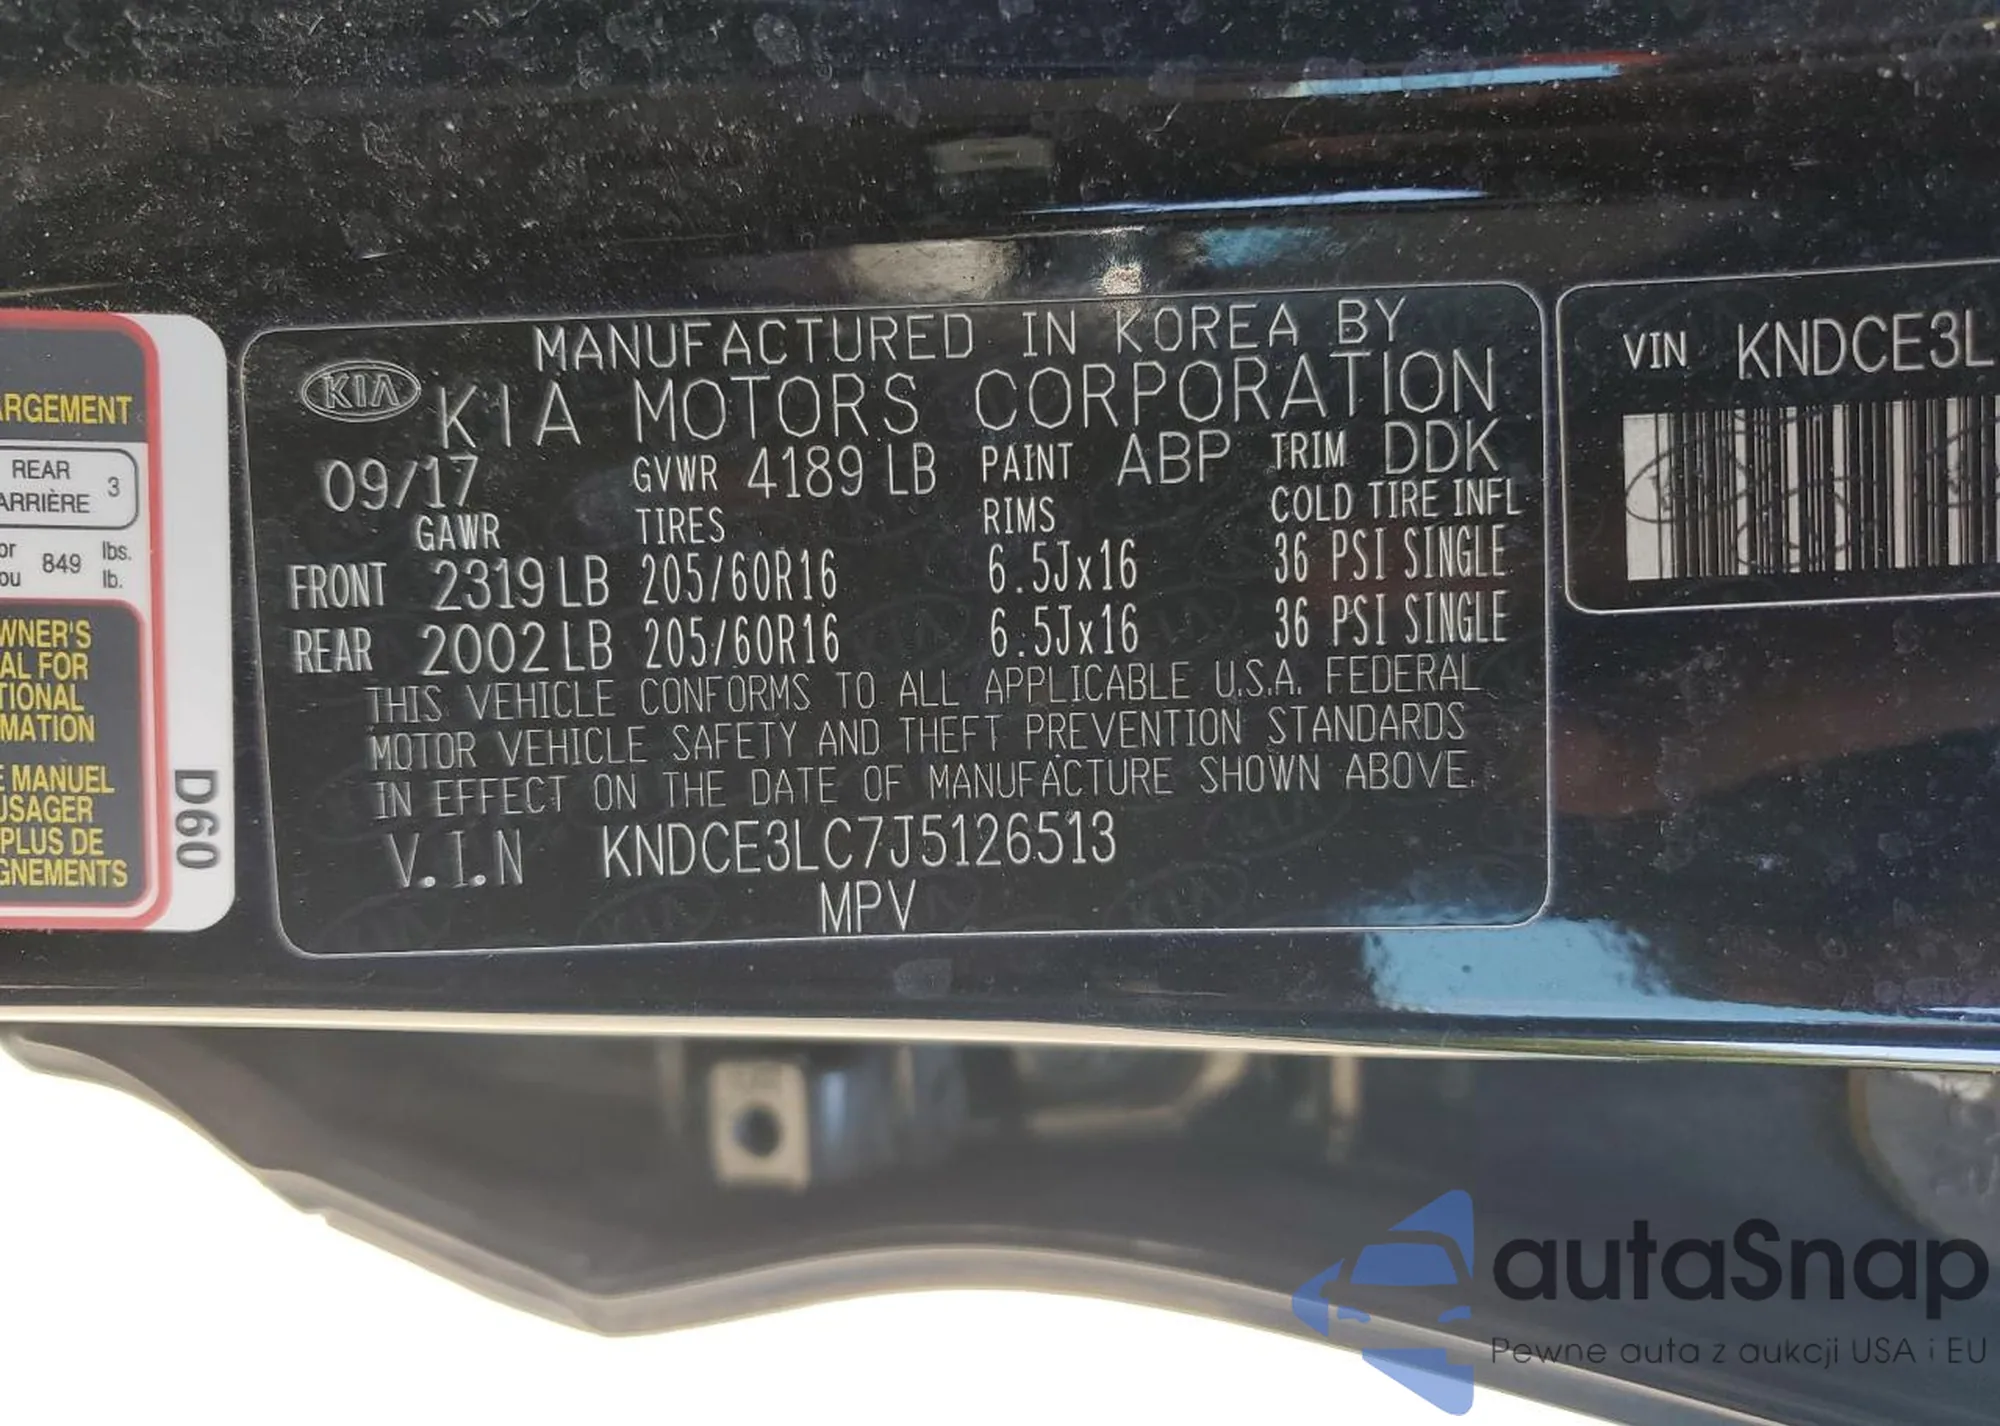 ARGEMENT
REAR
ARRIÈRE 3
or 849 lbs.
ou lb.
WNER'S
AL FOR
TIONAL
MATION
E MANUEL
USAGER
PLUS DE
GNEMENTS
D60
MANUFACTURED IN KOREA BY
KIA KIA MOTORS CORPORATION
09/17 GVWR 4189 LB PAINT ABP TRIM DDK
GAWR TIRES RIMS COLD TIRE INFL
FRONT 2319 LB 205/60R16 6.5Jx16 36 PSI SINGLE
REAR 2002 LB 205/60R16 6.5Jx16 36 PSI SINGLE
THIS VEHICLE CONFORMS TO ALL APPLICABLE U.S.A. FEDERAL
MOTOR VEHICLE SAFETY AND THEFT PREVENTION STANDARDS
IN EFFECT ON THE DATE OF MANUFACTURE SHOWN ABOVE.
V.I.N KNDCE3LC7J5126513
MPV
VIN KNDCE3L
autaSnap
Pewne auta z aukcji USA i EU